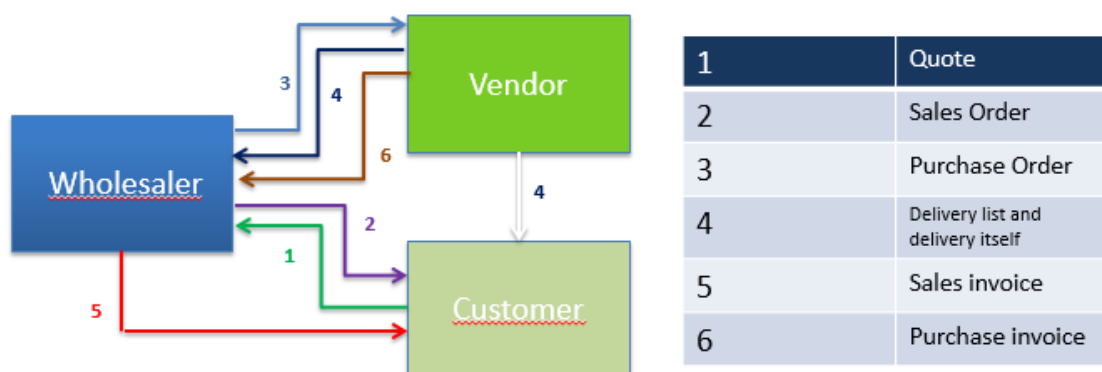 Wholesaler
Vendor
Customer
3
4
6
4
2
1
5
1 Quote
2 Sales Order
3 Purchase Order
4 Delivery list and
delivery itself
5 Sales invoice
6 Purchase invoice